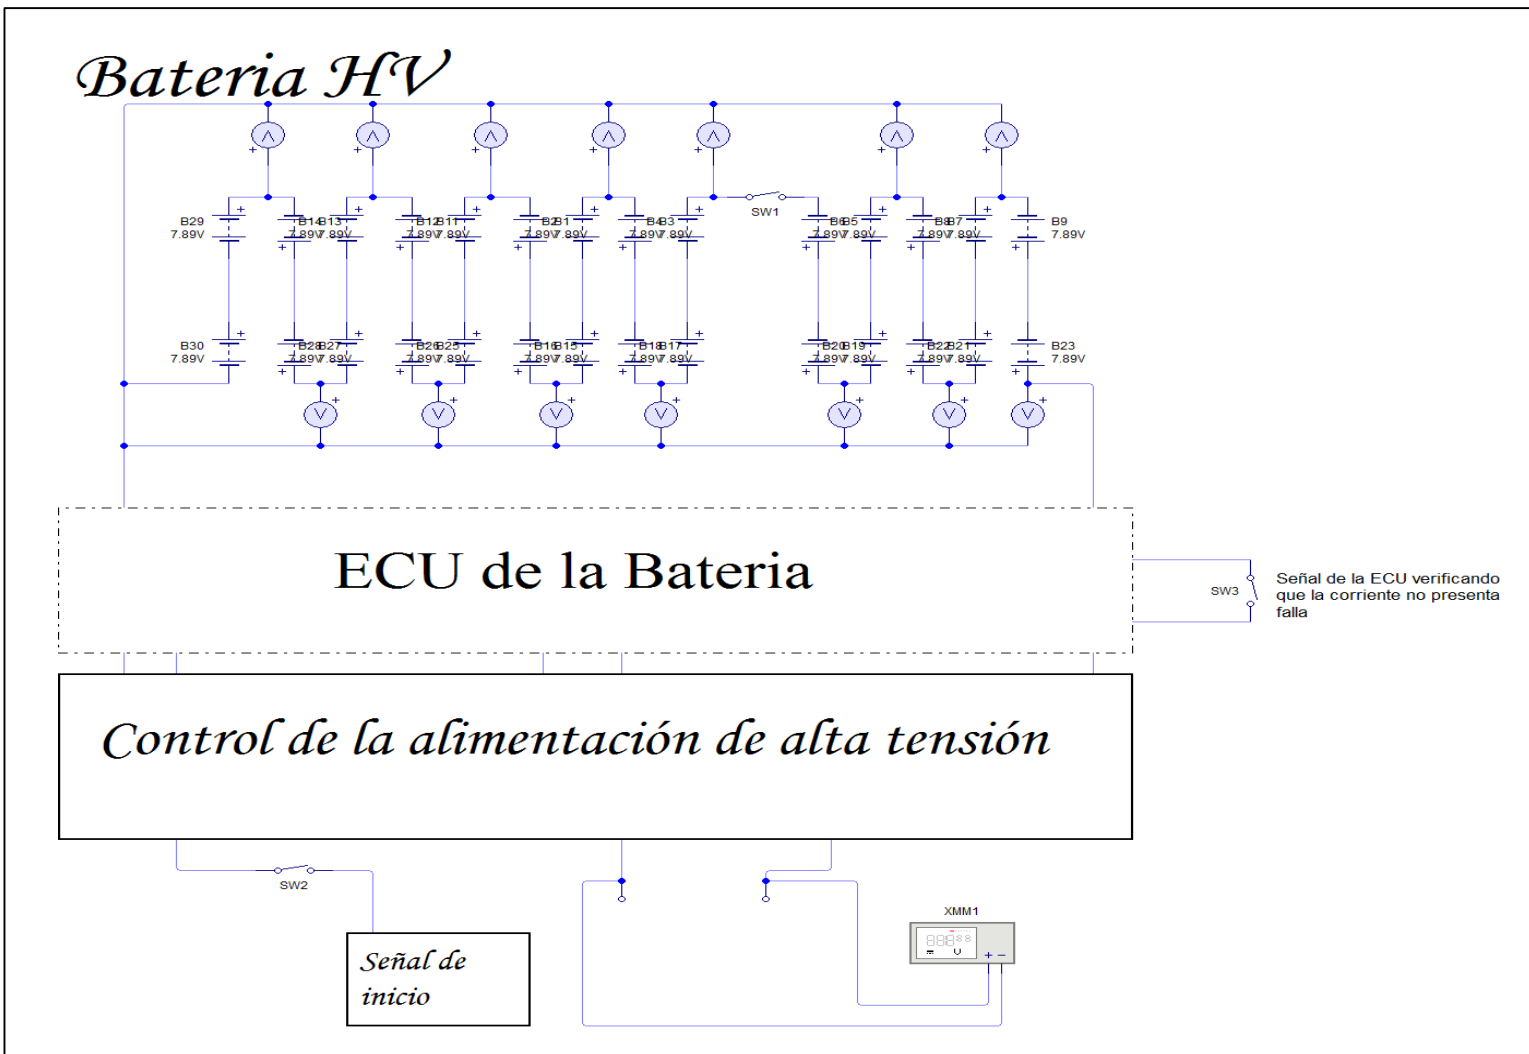 Bateria HV
SW1
B29
7.89V
B14
7.89V
B13
7.89V
B12
7.89V
B11
7.89V
B2
7.89V
B1
7.89V
B4
7.89V
B3
7.89V
B6
7.89V
B5
7.89V
B8
7.89V
B7
7.89V
B9
7.89V
B30
7.89V
B28
7.89V
B27
7.89V
B26
7.89V
B25
7.89V
B16
7.89V
B15
7.89V
B18
7.89V
B17
7.89V
B20
7.89V
B19
7.89V
B22
7.89V
B21
7.89V
B23
7.89V
ECU de la Bateria
SW3
Señal de la ECU verificando
que la corriente no presenta
falla
Control de la alimentación de alta tensión
SW2
Señal de
inicio
XMM1